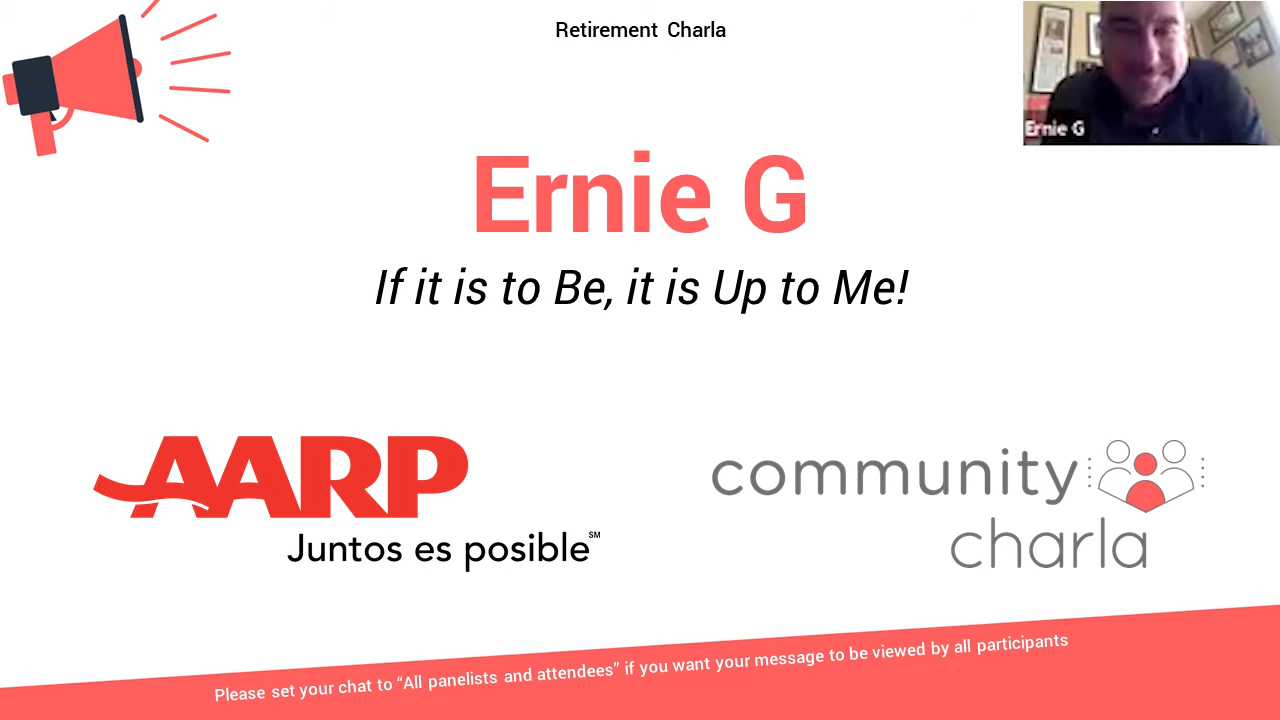 Retirement Charla
Ernie G
Ernie G
If it is to Be, it is Up to Me!
AARP
Juntos es posible℠
community
charla
Please set your chat to “All panelists and attendees” if you want your message to be viewed by all participants